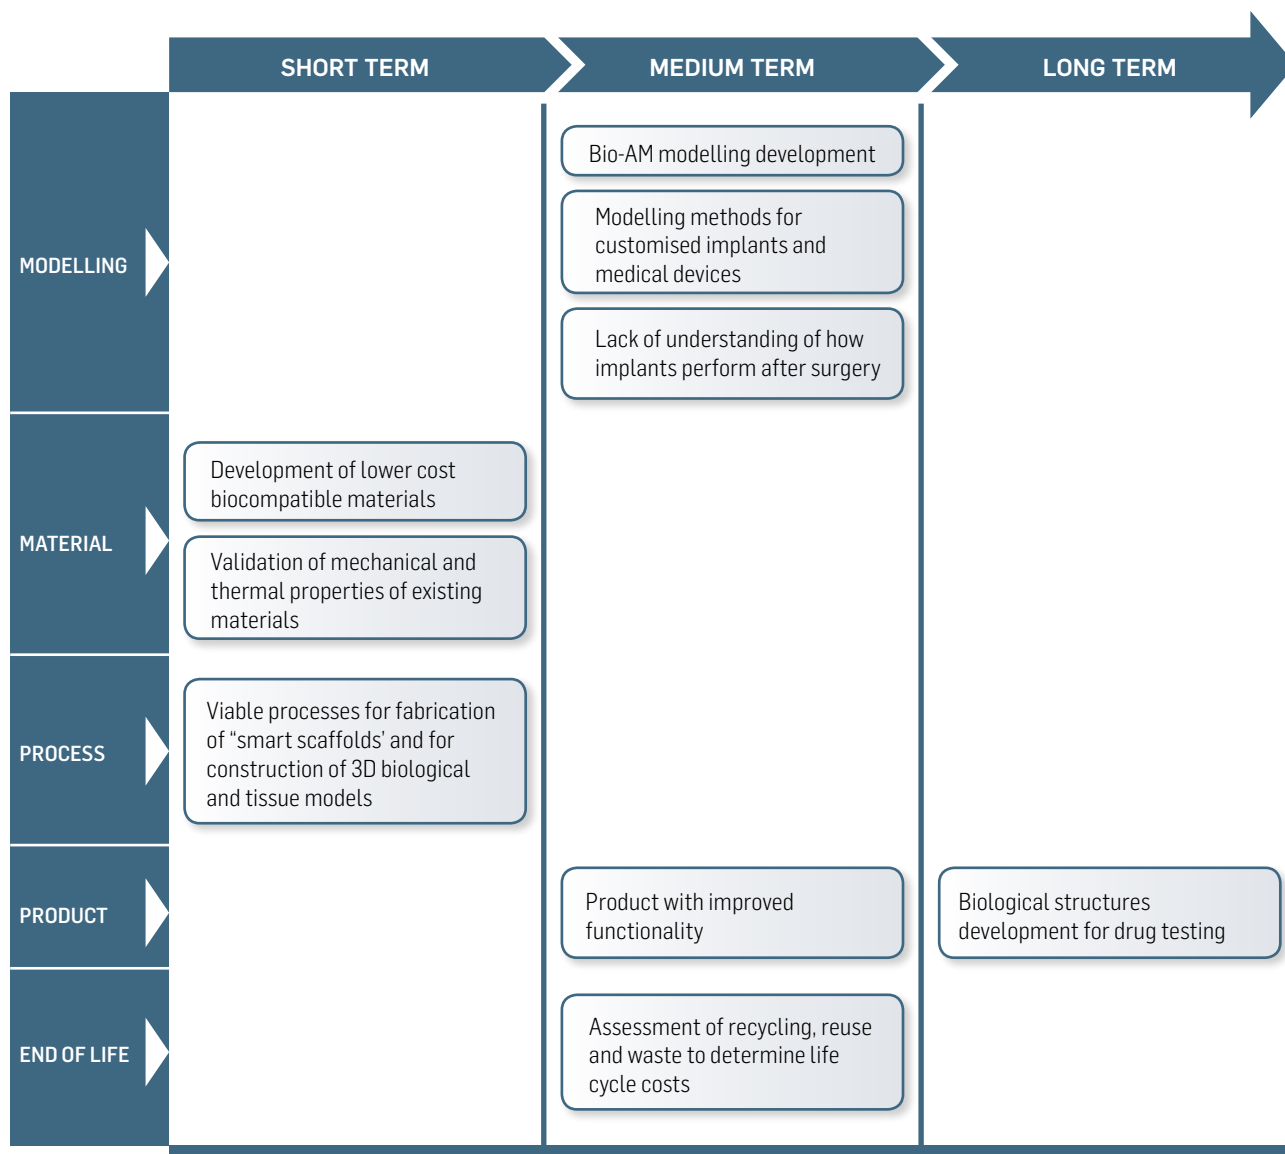 SHORT TERM
MEDIUM TERM
LONG TERM
MODELLING
Bio-AM modelling development
Modelling methods for
customised implants and
medical devices
Lack of understanding of how
implants perform after surgery
MATERIAL
Development of lower cost
biocompatible materials
Validation of mechanical and
thermal properties of existing
materials
PROCESS
Viable processes for fabrication
of “smart scaffolds’ and for
construction of 3D biological
and tissue models
PRODUCT
Product with improved
functionality
Biological structures
development for drug testing
END OF LIFE
Assessment of recycling, reuse
and waste to determine life
cycle costs